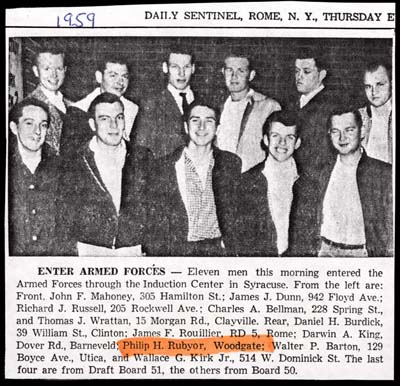 1959
DAILY SENTINEL, ROME, N. Y., THURSDAY E
ENTER ARMED FORCES — Eleven men this morning entered the
Armed Forces through the Induction Center in Syracuse. From the left are:
Front, John F. Mahoney, 305 Hamilton St.; James J. Dunn, 942 Floyd Ave.;
Richard J. Russell, 205 Rockwell Ave.; Charles A. Bellman, 228 Spring St.,
and Thomas J. Wrattan, 15 Morgan Rd., Clayville. Rear, Daniel H. Burdick,
39 William St., Clinton; James F. Rouillier, RD 5, Rome; Darwin A. King,
Dover Rd., Barneveld; Philip H. Rubyor, Woodgate; Walter P. Barton, 129
Boyce Ave., Utica, and Wallace G. Kirk Jr., 514 W. Dominick St. The last
four are from Draft Board 51, the others from Board 50.